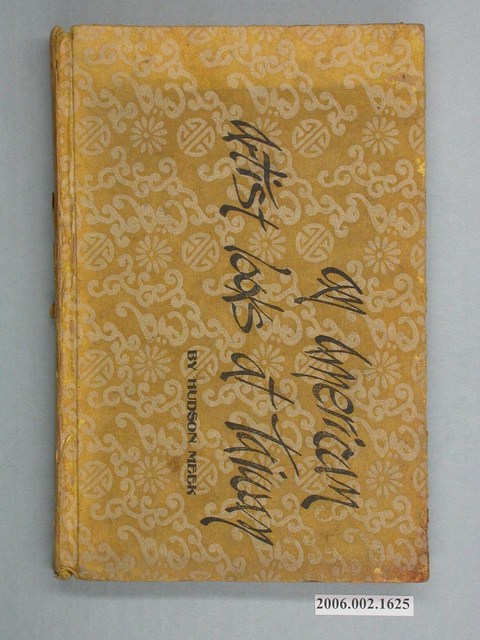 an American
artist looks at Taiwan
BY HUDSON MEEK
2006.002.1625